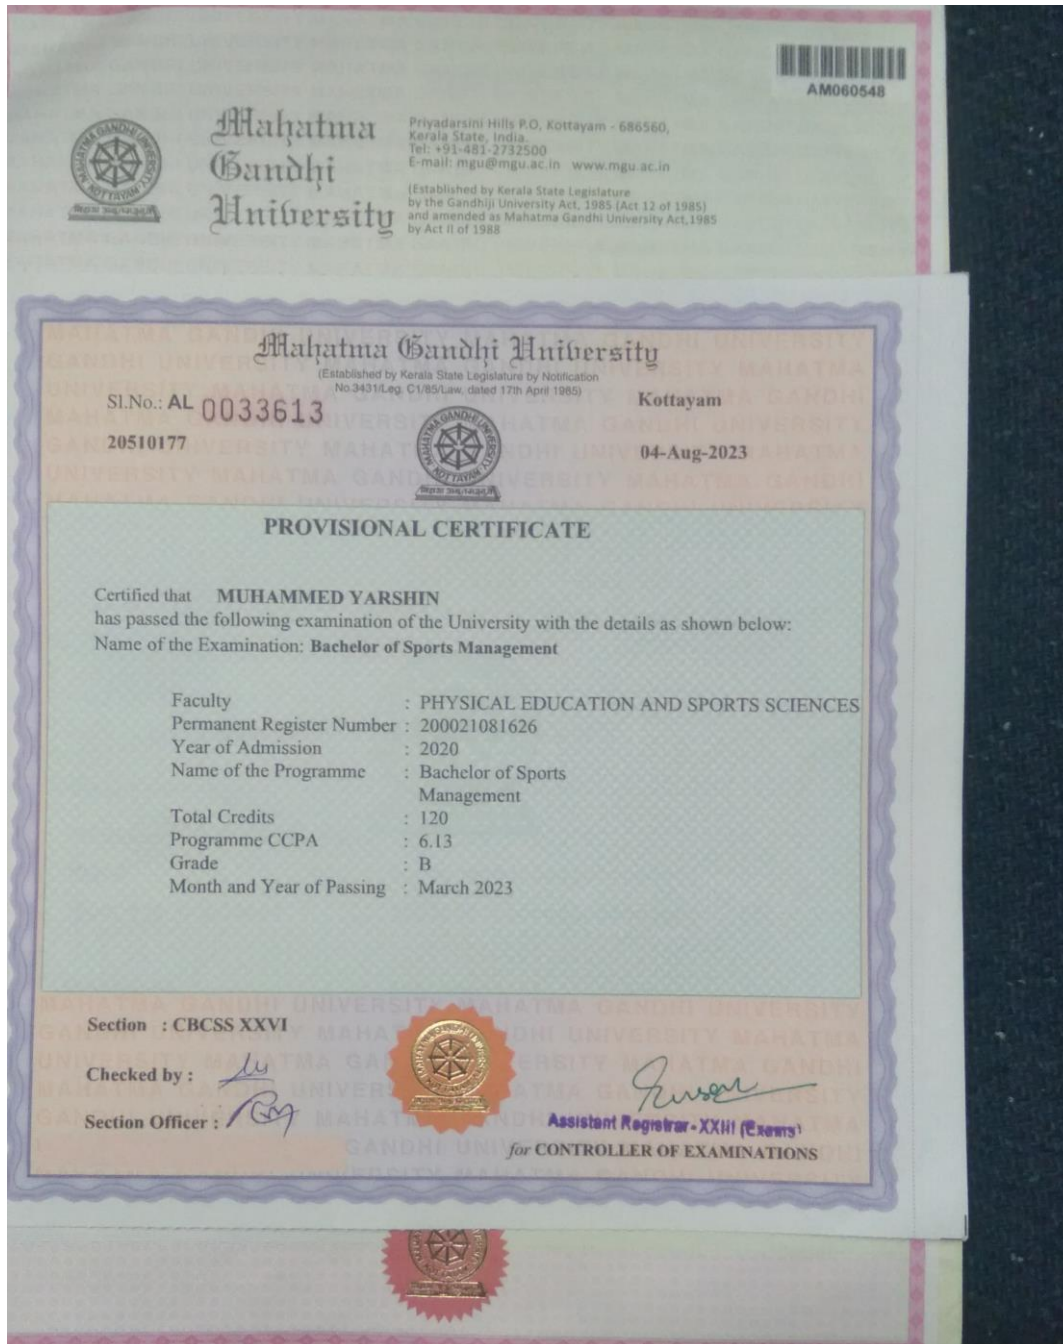 AM060548
Mahatma
Gandhi
University
Priyadarsini Hills P.O, Kottayam - 686560,
Kerala State, India.
Tel: +91-481-2732500
E-mail: mgu@mgu.ac.in www.mgu.ac.in
(Established by Kerala State Legislature
by the Gandhiji University Act, 1985 (Act 12 of 1985)
and amended as Mahatma Gandhi University Act,1985
by Act II of 1988
MAHATMA GANDHI UNIVERSITY
KOTTAYAM
Mahatma Gandhi University
(Established by Kerala State Legislature by Notification
No.3431/Leg. C1/85/Law, dated 17th April 1985)
Sl.No.: AL 0033613
Kottayam
20510177
04-Aug-2023
MAHATMA GANDHI UNIVERSITY
KOTTAYAM
PROVISIONAL CERTIFICATE
Certified that MUHAMMED YARSHIN
has passed the following examination of the University with the details as shown below:
Name of the Examination: Bachelor of Sports Management
Faculty : PHYSICAL EDUCATION AND SPORTS SCIENCES
Permanent Register Number : 200021081626
Year of Admission : 2020
Name of the Programme : Bachelor of Sports
Management
Total Credits : 120
Programme CCPA : 6.13
Grade : B
Month and Year of Passing : March 2023
Section : CBCSS XXVI
Checked by :
Section Officer :
Assistant Registrar - XXIII (Exams)
for CONTROLLER OF EXAMINATIONS